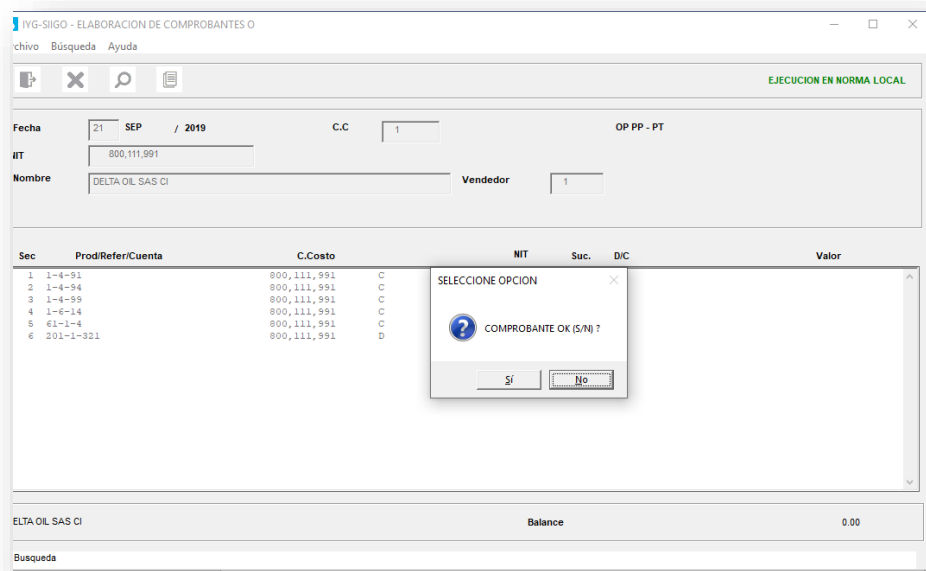 IYG-SIIGO - ELABORACION DE COMPROBANTES O
chivo Búsqueda Ayuda
EJECUCION EN NORMA LOCAL
Fecha 21 SEP / 2019 C.C 1 OP PP - PT
NIT 800,111,991
Nombre DELTA OIL SAS CI Vendedor 1
Sec Prod/Refer/Cuenta C.Costo NIT Suc. D/C Valor
1 1-4-91 800,111,991 C
2 1-4-94 800,111,991 C
3 1-4-99 800,111,991 C
4 1-6-14 800,111,991 C
5 61-1-4 800,111,991 C
6 201-1-321 800,111,991 D
SELECCIONE OPCION
COMPROBANTE OK (S/N) ?
Sí No
ELTA OIL SAS CI Balance 0.00
Busqueda